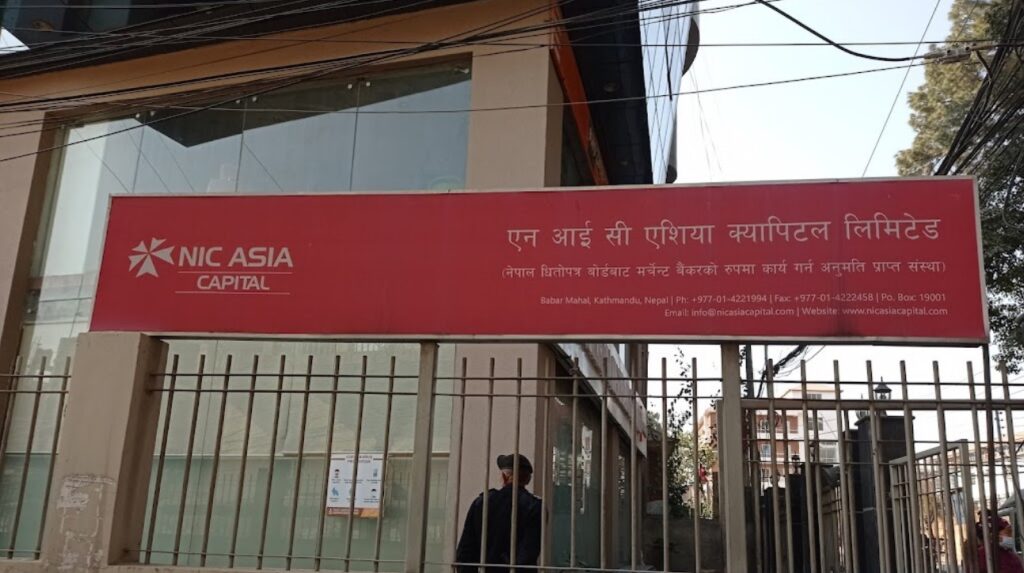 NIC ASIA
CAPITAL
एन आई सी एशिया क्यापिटल लिमिटेड
(नेपाल धितोपत्र बोर्डबाट मर्चेन्ट बैंकरको रुपमा कार्य गर्न अनुमति प्राप्त संस्था)
Babar Mahal, Kathmandu, Nepal | Ph: +977-01-4221994 | Fax: +977-01-4222458 | Po. Box: 19001
Email: info@nicasiacapital.com | Website: www.nicasiacapital.com